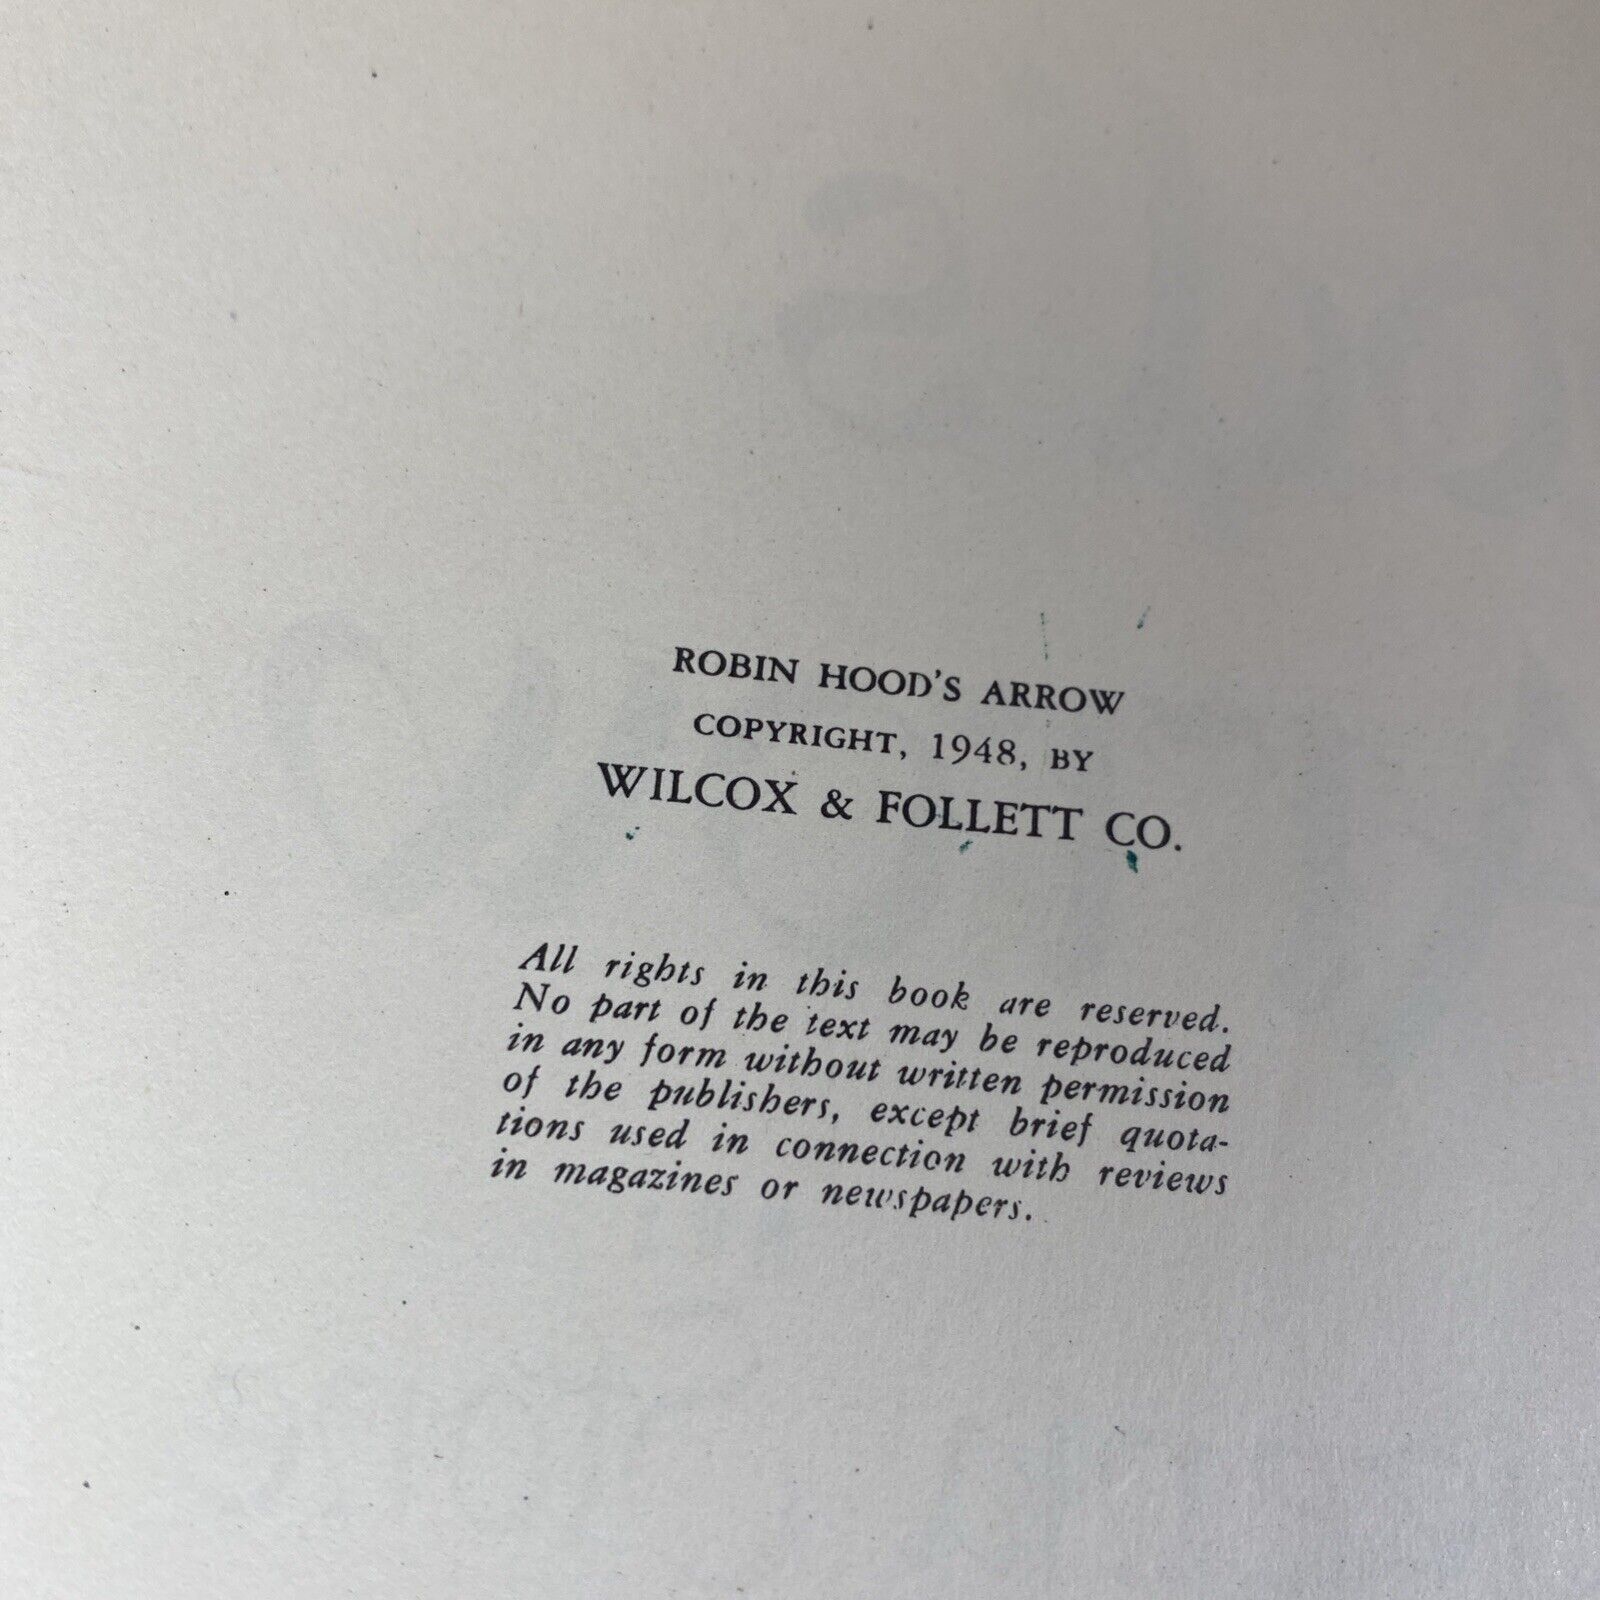 ROBIN HOOD'S ARROW
COPYRIGHT, 1948, BY
WILCOX & FOLLETT CO.
All rights in this book are reserved.
No part of the text may be reproduced
in any form without written permission
of the publishers, except brief quota-
tions used in connection with reviews
in magazines or newspapers.